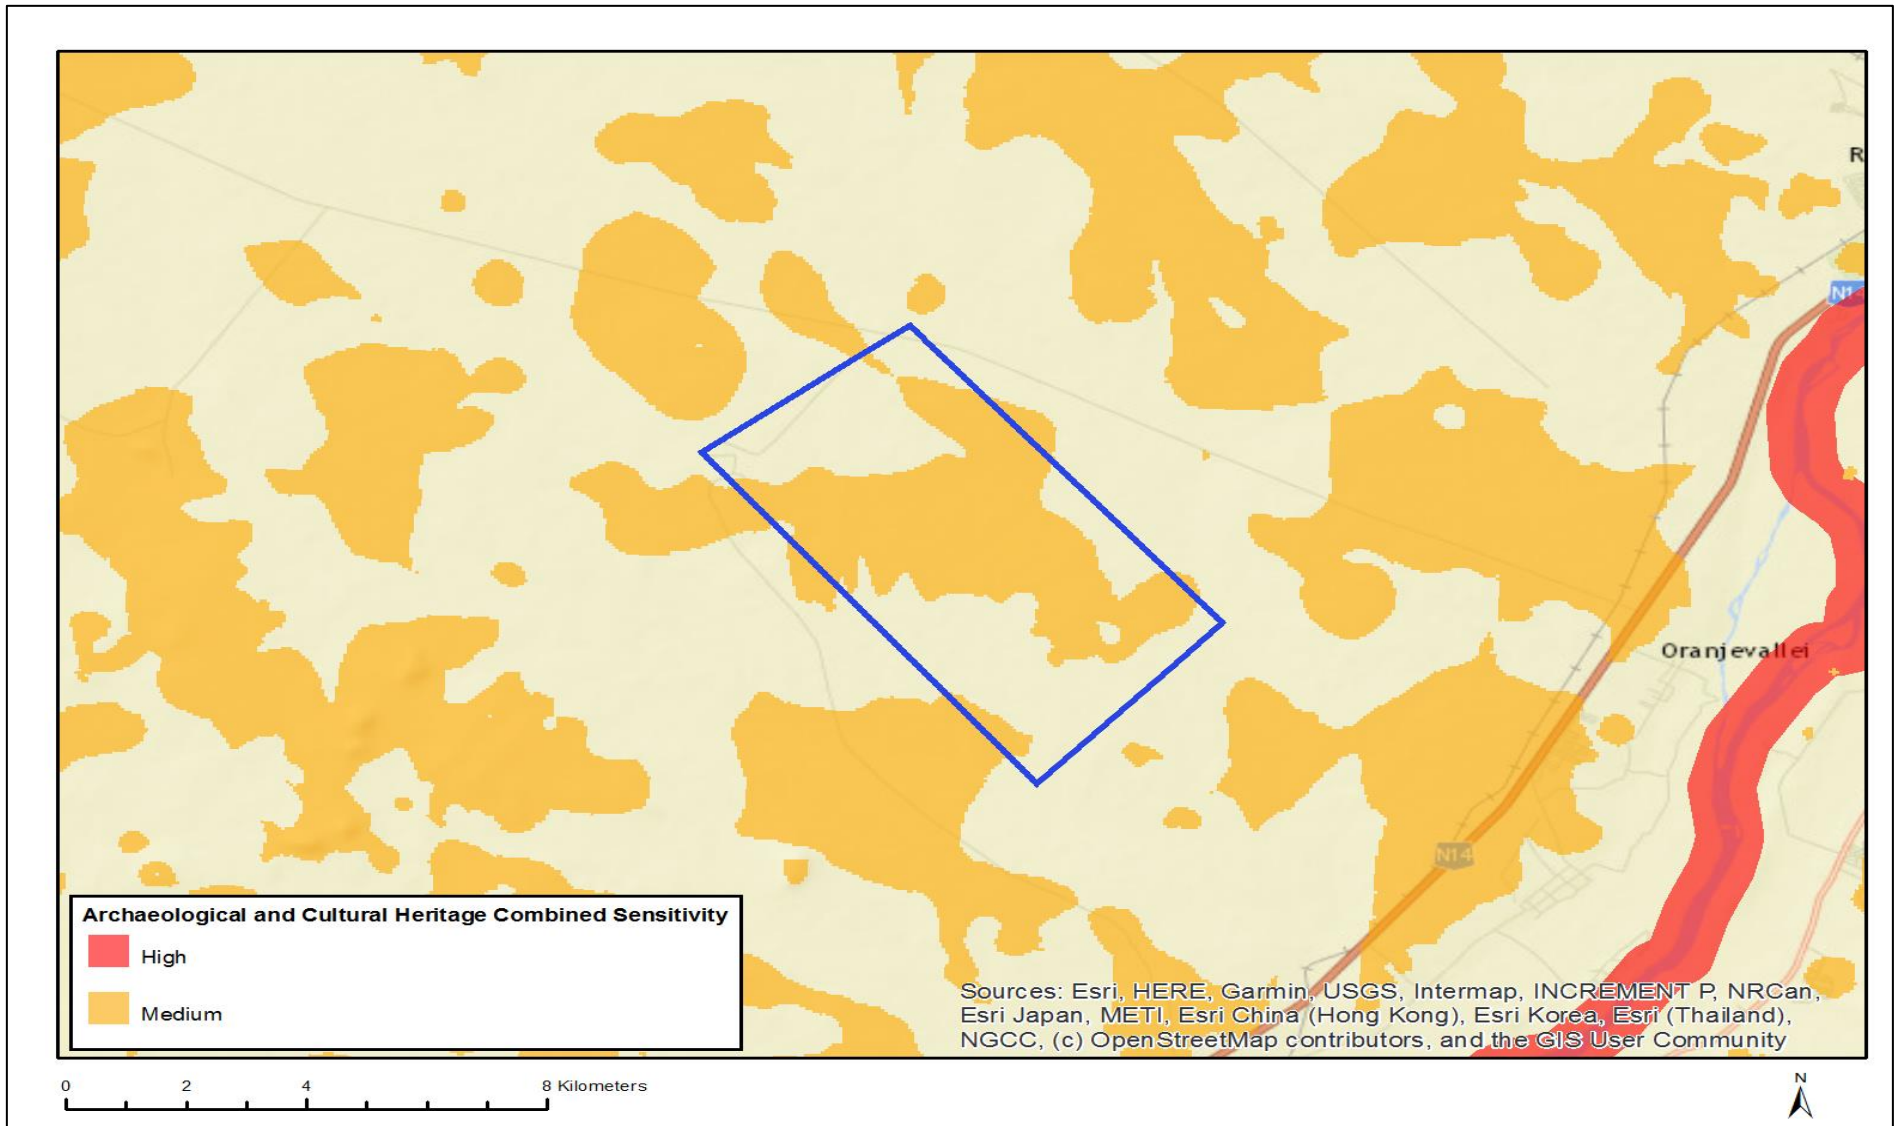 R
N1
Oranjevallei
N14
Archaeological and Cultural Heritage Combined Sensitivity
High
Medium
Sources: Esri, HERE, Garmin, USGS, Intermap, INCREMENT P, NRCan,
Esri Japan, METI, Esri China (Hong Kong), Esri Korea, Esri (Thailand),
NGCC, (c) OpenStreetMap contributors, and the GIS User Community
0 2 4 8 Kilometers
N